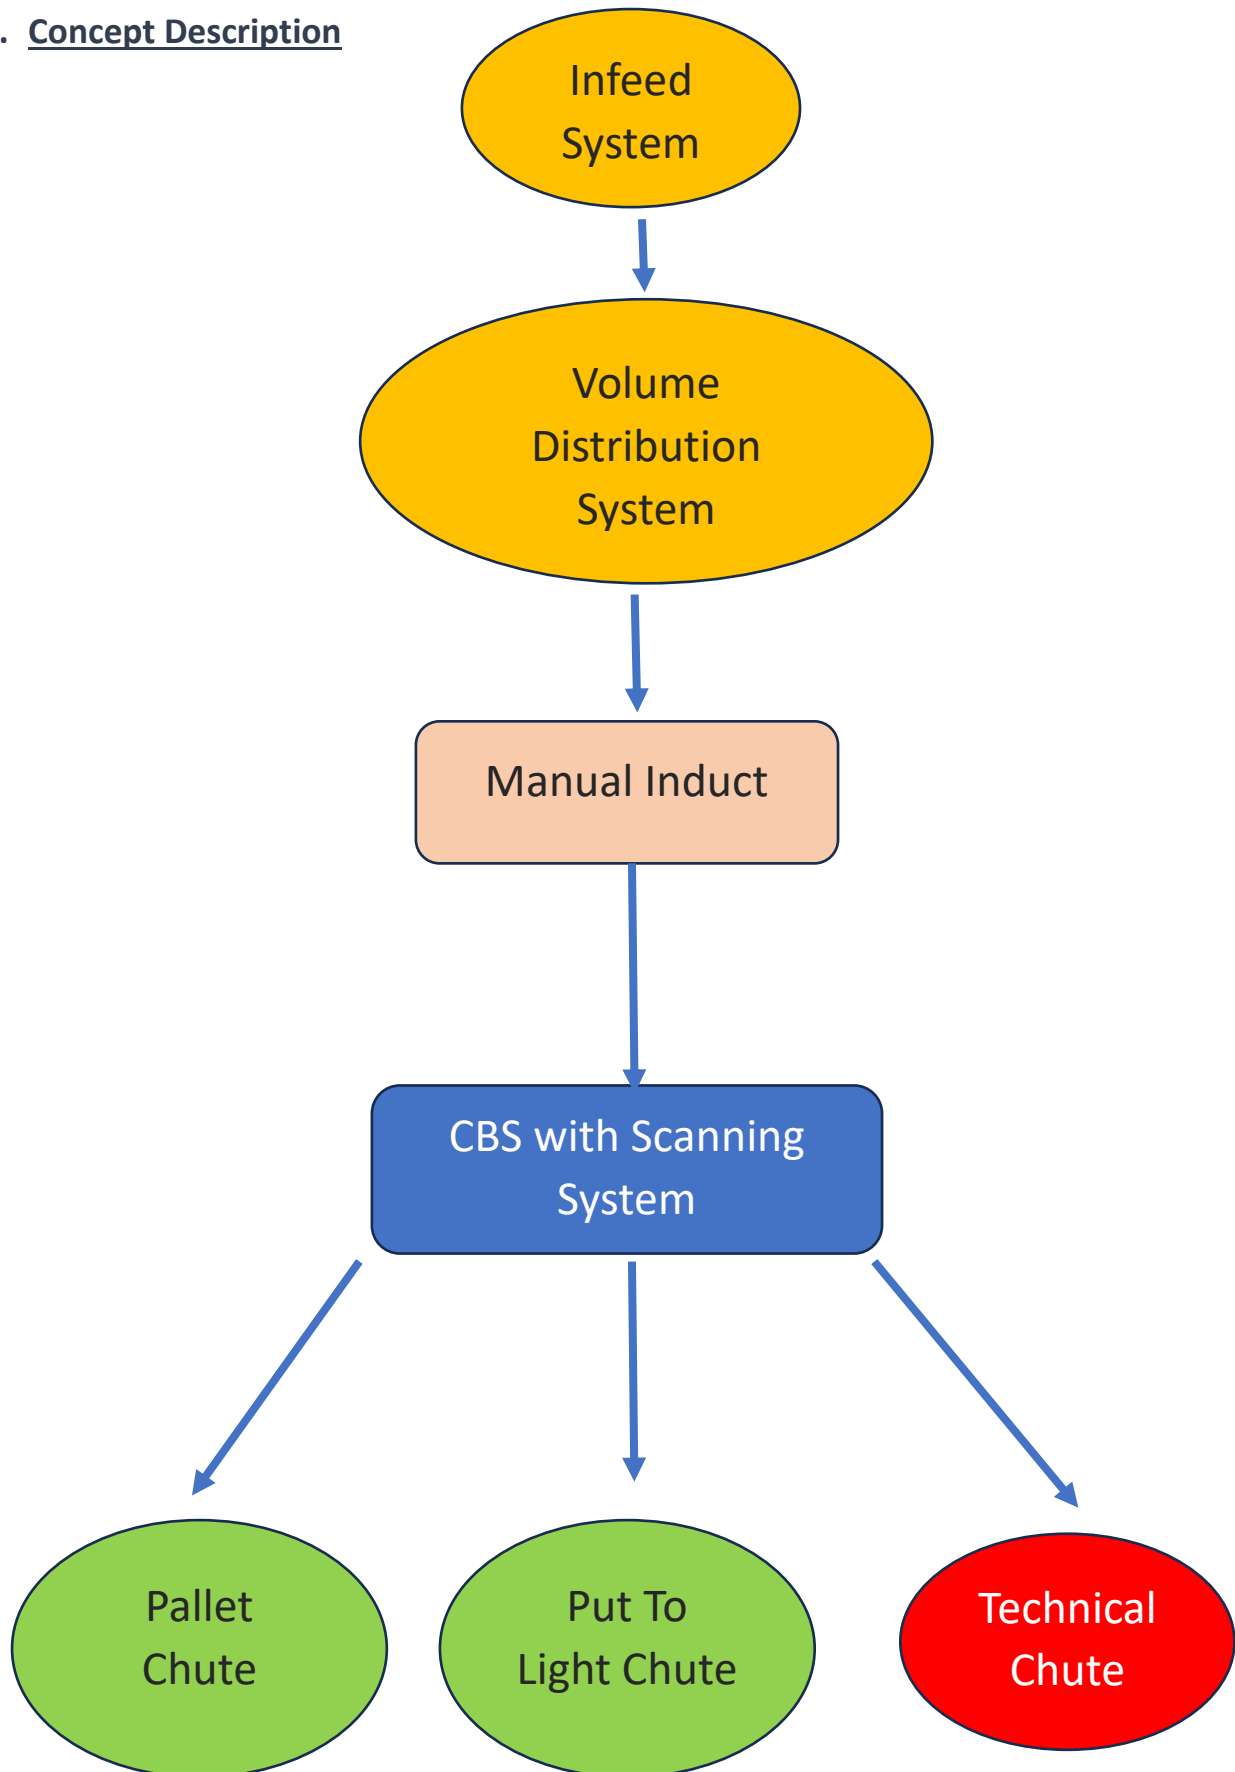 . Concept Description
Infeed
System
Volume
Distribution
System
Manual Induct
CBS with Scanning
System
Pallet
Chute
Put To
Light Chute
Technical
Chute